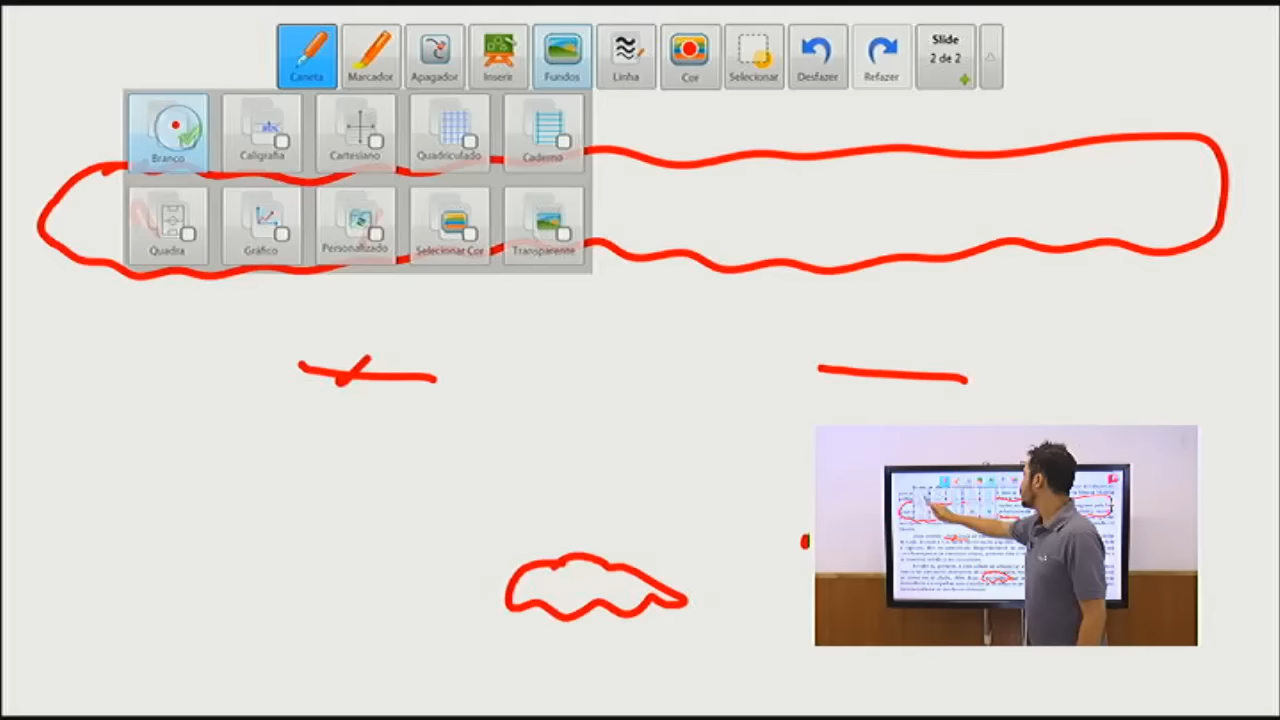 Caneta Marcador Apagador Inserir Fundos Linha Cor Selecionar Desfazer Refazer Slide
2 de 2
Branco Caligrafia Cartesiano Quadriculado Caderno
Quadra Gráfico Personalizado Selecionar Cor Transparente